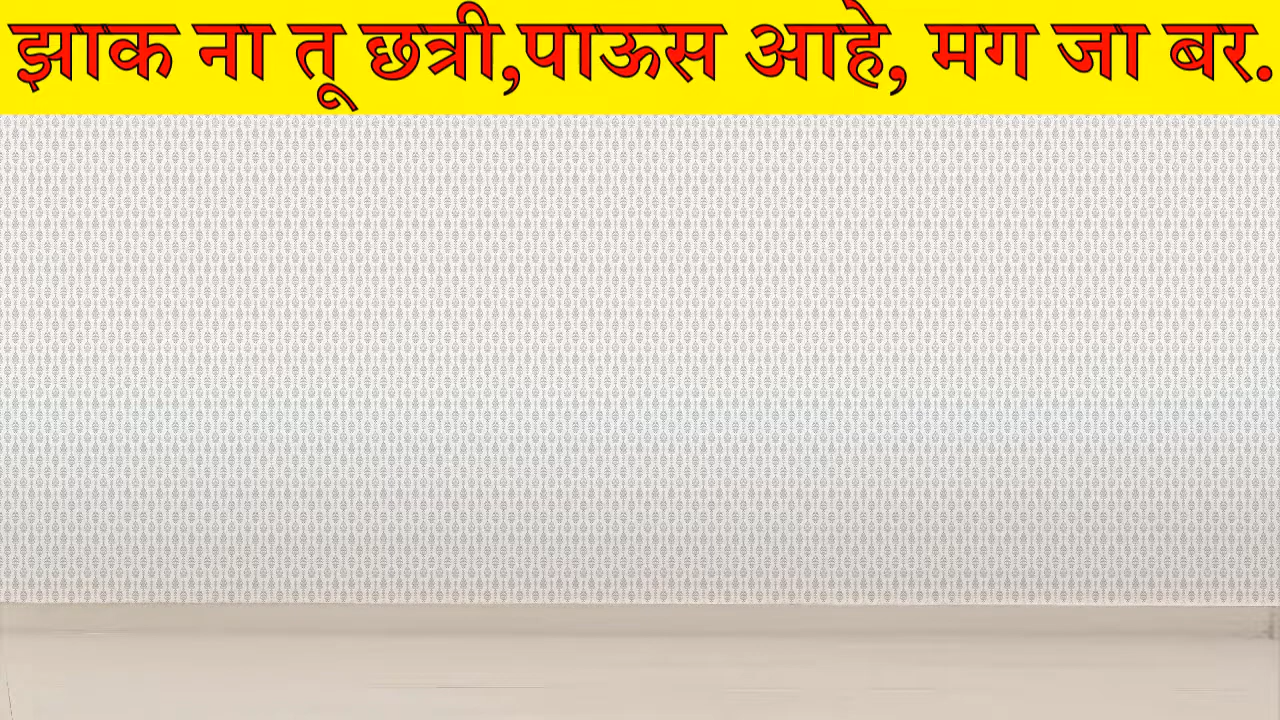 झाक ना तू छत्री,पाऊस आहे, मग जा बर.